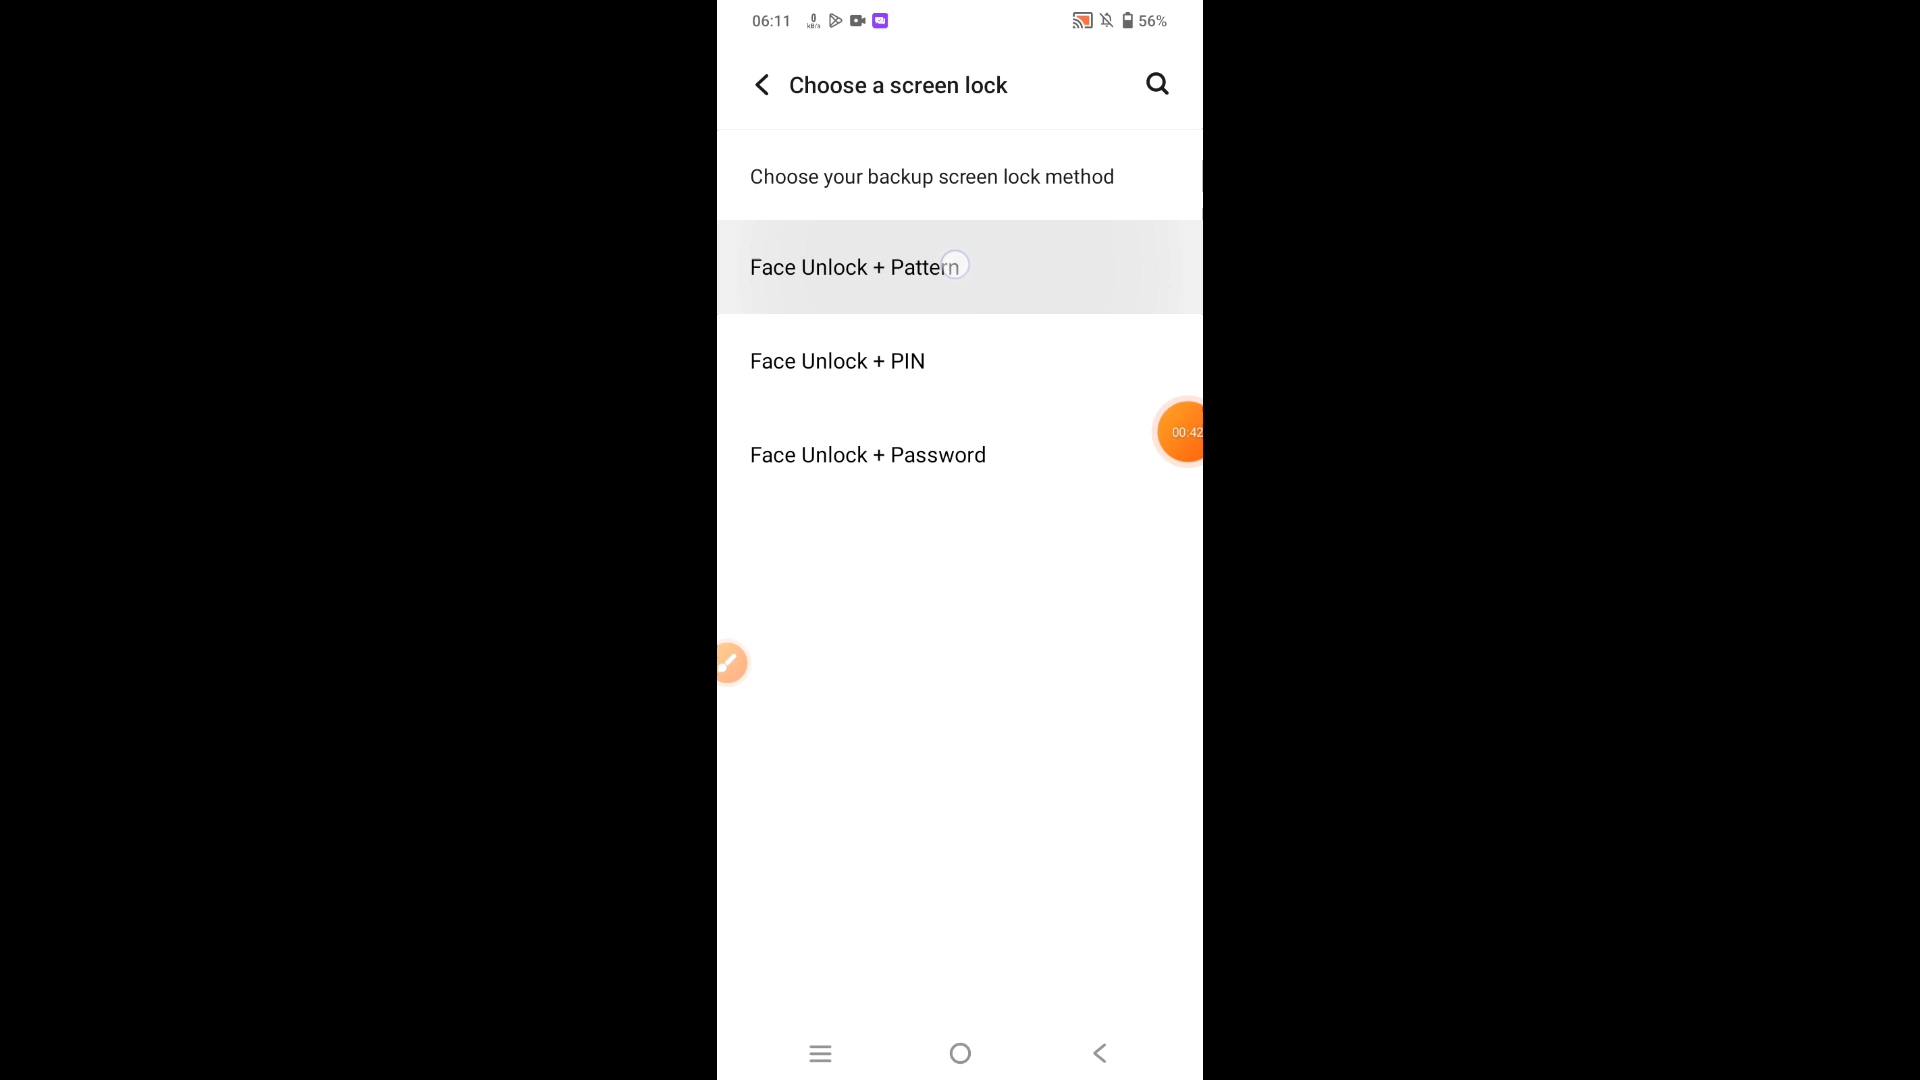 06:11
0
56%
Choose a screen lock
Choose your backup screen lock method
Face Unlock + Pattern
Face Unlock + PIN
00:42
Face Unlock + Password